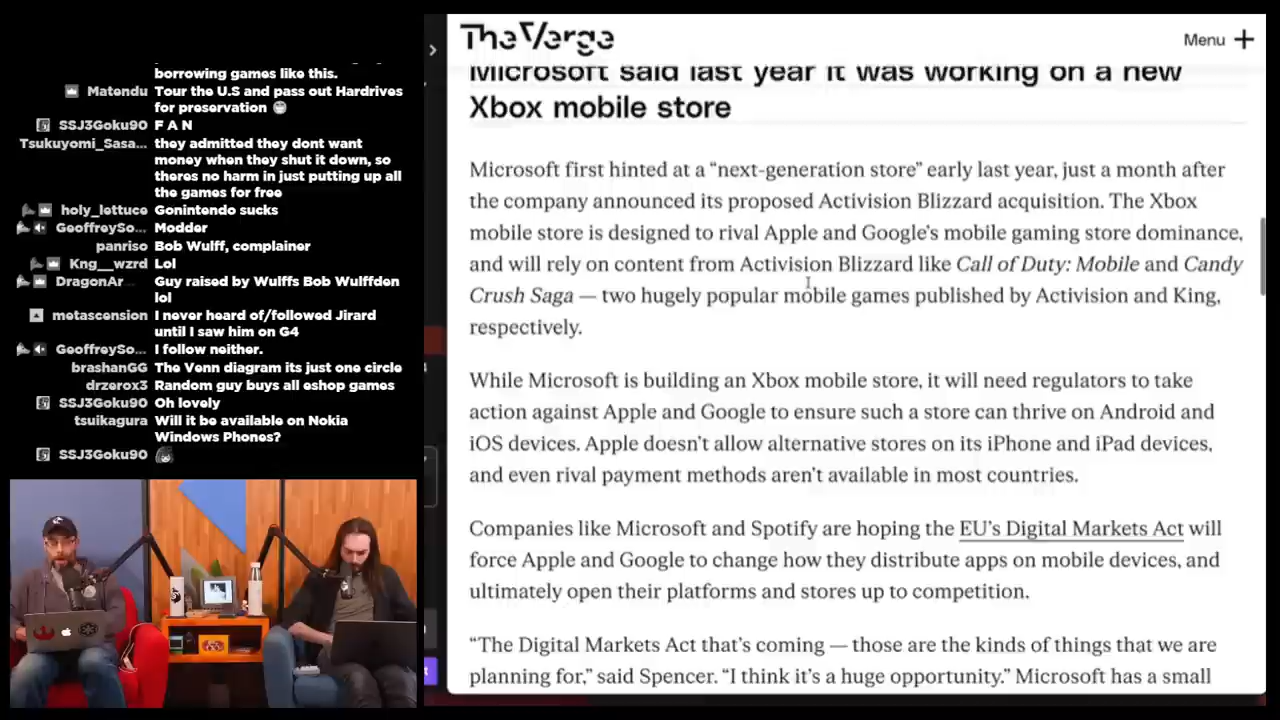 borrowing games like this.
Matendu Tour the U.S and pass out Hardrives
for preservation
SSJ3Goku90 F A N
Tsukuyomi_Sasa... they admitted they dont want
money when they shut it down, so
theres no harm in just putting up all
the games for free
holy_lettuce Gonintendo sucks
GeoffreySo... Modder
panriso Bob Wulff, complainer
Kng__wzrd Lol
DragonAr Guy raised by Wulffs Bob Wulffden
lol
metascension I never heard of/followed Jirard
until I saw him on G4
GeoffreySo... I follow neither.
brashanGG The Venn diagram its just one circle
drzerox3 Random guy buys all eshop games
SSJ3Goku90 Oh lovely
tsuikagura Will it be available on Nokia
Windows Phones?
SSJ3Goku90
The Verge
Menu +
Microsoft said last year it was working on a new
Xbox mobile store
Microsoft first hinted at a “next-generation store” early last year, just a month after
the company announced its proposed Activision Blizzard acquisition. The Xbox
mobile store is designed to rival Apple and Google’s mobile gaming store dominance,
and will rely on content from Activision Blizzard like Call of Duty: Mobile and Candy
Crush Saga — two hugely popular mobile games published by Activision and King,
respectively.
While Microsoft is building an Xbox mobile store, it will need regulators to take
action against Apple and Google to ensure such a store can thrive on Android and
iOS devices. Apple doesn’t allow alternative stores on its iPhone and iPad devices,
and even rival payment methods aren’t available in most countries.
Companies like Microsoft and Spotify are hoping the EU’s Digital Markets Act will
force Apple and Google to change how they distribute apps on mobile devices, and
ultimately open their platforms and stores up to competition.
“The Digital Markets Act that’s coming — those are the kinds of things that we are
planning for,” said Spencer. “I think it’s a huge opportunity.” Microsoft has a small